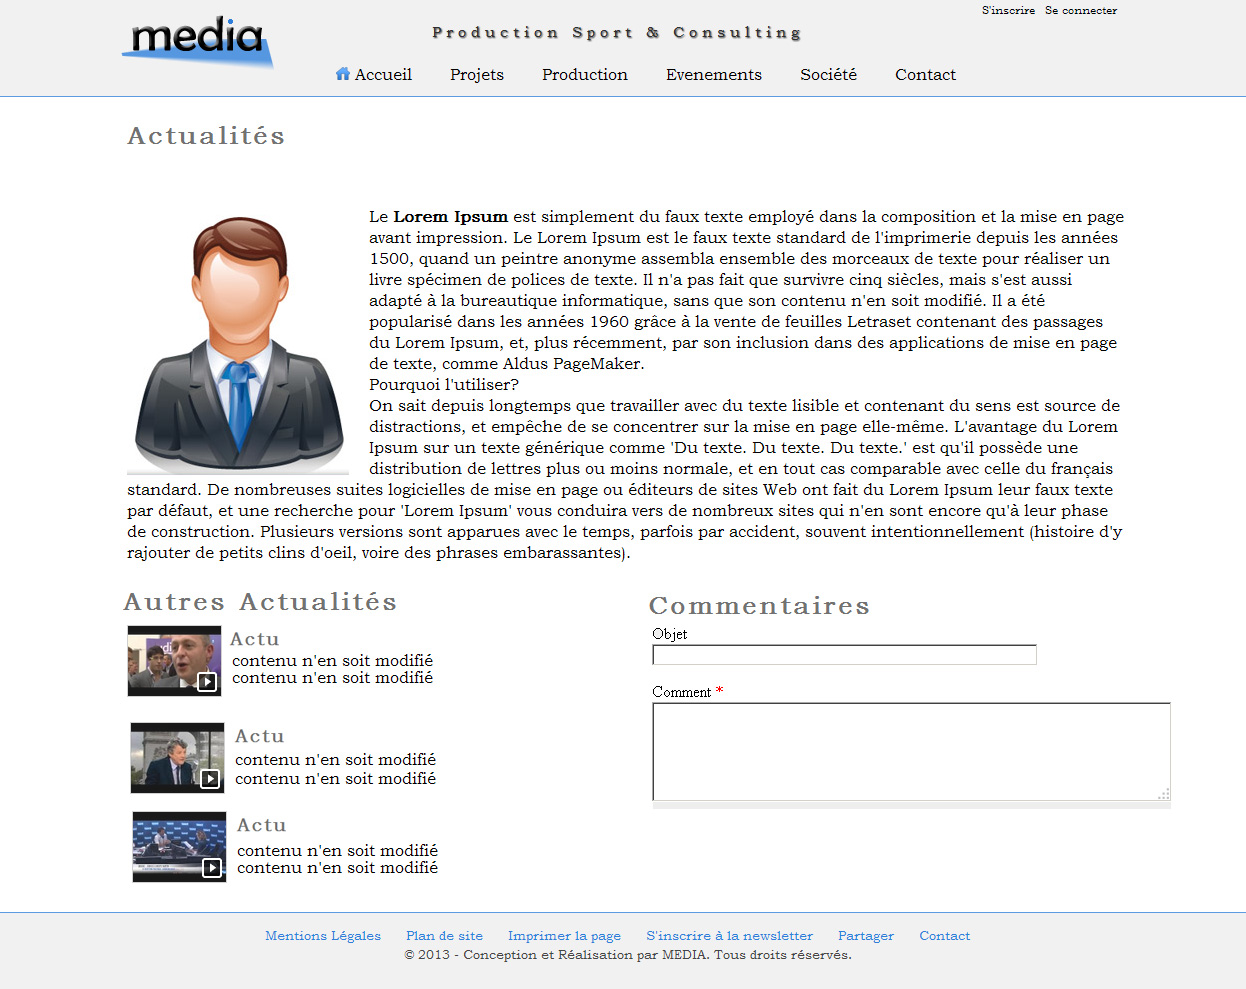 S'inscrire Se connecter
media
Production Sport & Consulting
Accueil Projets Production Evenements Société Contact
Actualités
Le Lorem Ipsum est simplement du faux texte employé dans la composition et la mise en page
avant impression. Le Lorem Ipsum est le faux texte standard de l'imprimerie depuis les années
1500, quand un peintre anonyme assembla ensemble des morceaux de texte pour réaliser un
livre spécimen de polices de texte. Il n'a pas fait que survivre cinq siècles, mais s'est aussi
adapté à la bureautique informatique, sans que son contenu n'en soit modifié. Il a été
popularisé dans les années 1960 grâce à la vente de feuilles Letraset contenant des passages
du Lorem Ipsum, et, plus récemment, par son inclusion dans des applications de mise en page
de texte, comme Aldus PageMaker.
Pourquoi l'utiliser?
On sait depuis longtemps que travailler avec du texte lisible et contenant du sens est source de
distractions, et empêche de se concentrer sur la mise en page elle-même. L'avantage du Lorem
Ipsum sur un texte générique comme 'Du texte. Du texte. Du texte.' est qu'il possède une
distribution de lettres plus ou moins normale, et en tout cas comparable avec celle du français
standard. De nombreuses suites logicielles de mise en page ou éditeurs de sites Web ont fait du Lorem Ipsum leur faux texte
par défaut, et une recherche pour 'Lorem Ipsum' vous conduira vers de nombreux sites qui n'en sont encore qu'à leur phase
de construction. Plusieurs versions sont apparues avec le temps, parfois par accident, souvent intentionnellement (histoire d'y
rajouter de petits clins d'oeil, voire des phrases embarassantes).
Autres Actualités
Actu
contenu n'en soit modifié
contenu n'en soit modifié
Actu
contenu n'en soit modifié
contenu n'en soit modifié
Actu
contenu n'en soit modifié
contenu n'en soit modifié
Commentaires
Objet
Comment *
Mentions Légales Plan de site Imprimer la page S'inscrire à la newsletter Partager Contact
© 2013 - Conception et Réalisation par MEDIA. Tous droits réservés.